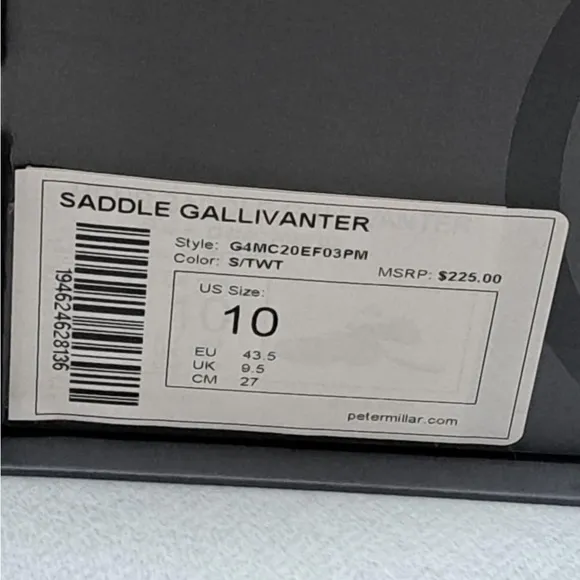 SADDLE GALLIVANTER
Style: G4MC20EF03PM
Color: S/TWT
MSRP: $225.00
US Size:
10
EU 43.5
UK 9.5
CM 27
petermillar.com
194624628136